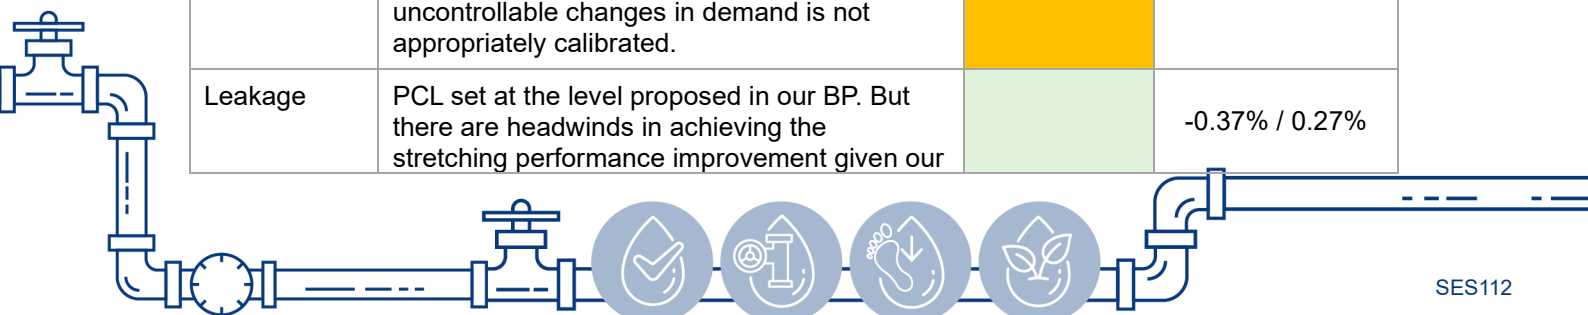 uncontrollable changes in demand is not
appropriately calibrated.
Leakage
PCL set at the level proposed in our BP. But
there are headwinds in achieving the
stretching performance improvement given our
-0.37% / 0.27%
SES112